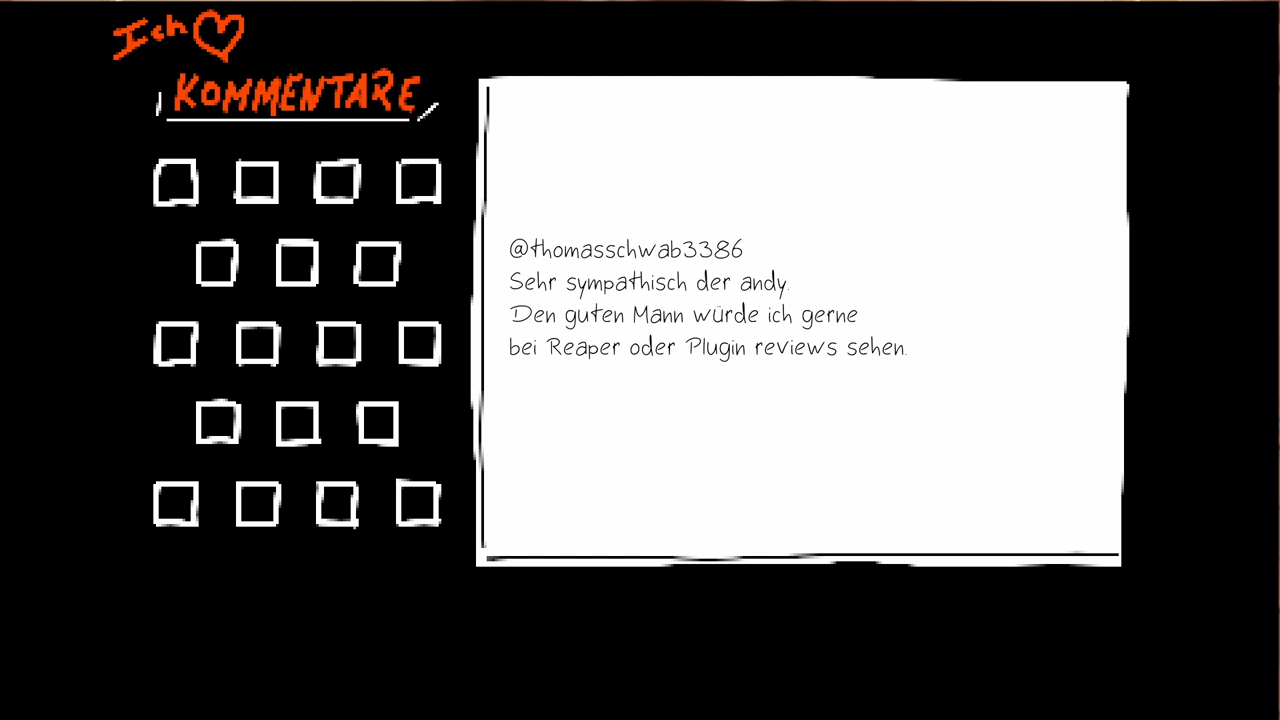 Ich
KOMMENTARE
@thomasschwab3386
Sehr sympathisch der andy.
Den guten Mann würde ich gerne
bei Reaper oder Plugin reviews sehen.